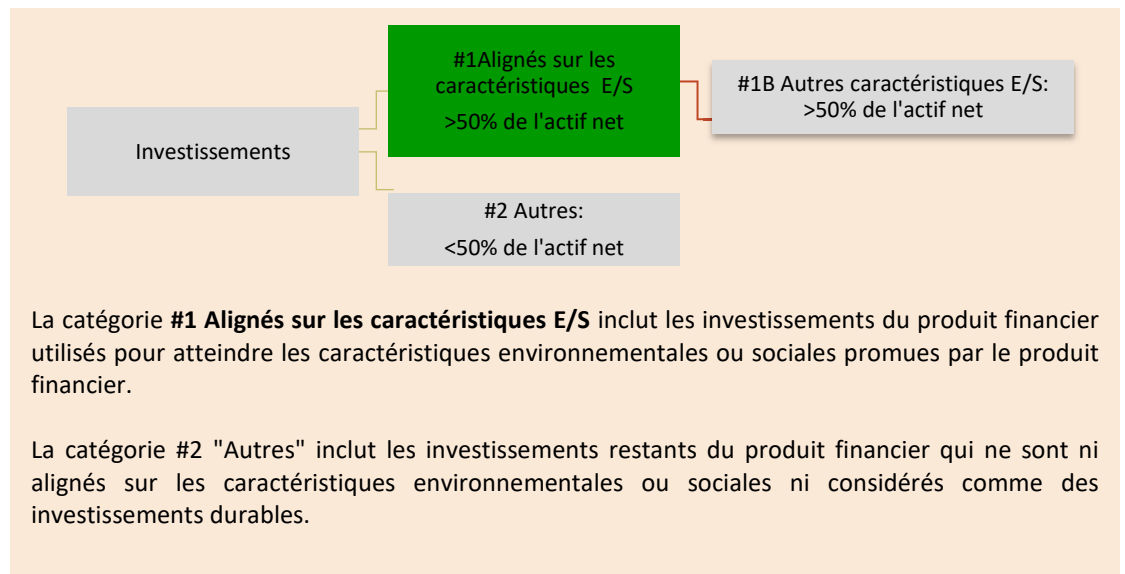 #1Alignés sur les
caractéristiques E/S
>50% de l'actif net
#1B Autres caractéristiques E/S:
>50% de l'actif net
Investissements
#2 Autres:
<50% de l'actif net
La catégorie #1 Alignés sur les caractéristiques E/S inclut les investissements du produit financier
utilisés pour atteindre les caractéristiques environnementales ou sociales promues par le produit
financier.
La catégorie #2 "Autres" inclut les investissements restants du produit financier qui ne sont ni
alignés sur les caractéristiques environnementales ou sociales ni considérés comme des
investissements durables.